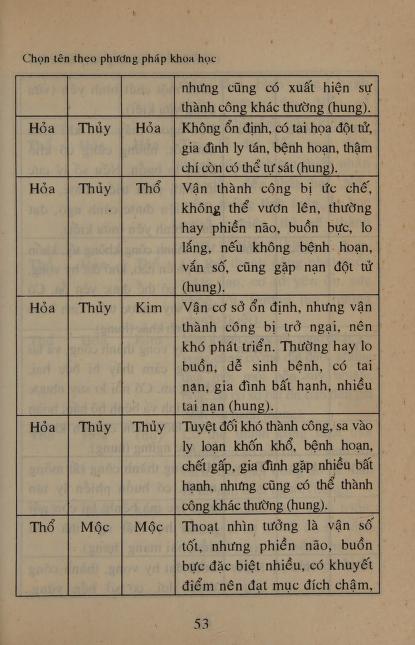 Chọn tên theo phương pháp khoa học
nhưng cũng có xuất hiện sự
thành công khác thường (hung).
Hỏa Thủy Hỏa Không ổn định, có tai họa đột tử,
gia đình ly tán, bệnh hoạn, thậm
chí còn có thể tự sát (hung).
Hỏa Thủy Thổ Vận thành công bị ức chế,
không thể vươn lên, thường
hay phiền não, buồn bực, lo
lắng, nếu không bệnh hoạn,
vắn số, cũng gặp nạn đột tử
(hung).
Hỏa Thủy Kim Vận cơ sở ổn định, nhưng vận
thành công bị trở ngại, nên
khó phát triển. Thường hay lo
buồn, dễ sinh bệnh, có tai
nạn, gia đình bất hạnh, nhiều
tai nạn (hung).
Hỏa Thủy Thủy Tuyệt đối khó thành công, sa vào
ly loạn khốn khổ, bệnh hoạn,
chết gấp, gia đình gặp nhiều bất
hạnh, nhưng cũng có thể thành
công khác thường (hung).
Thổ Mộc Mộc Thoạt nhìn tưởng là vận số
tốt, nhưng phiền não, buồn
bực đặc biệt nhiều, có khuyết
điểm nên đạt mục đích chậm,
53